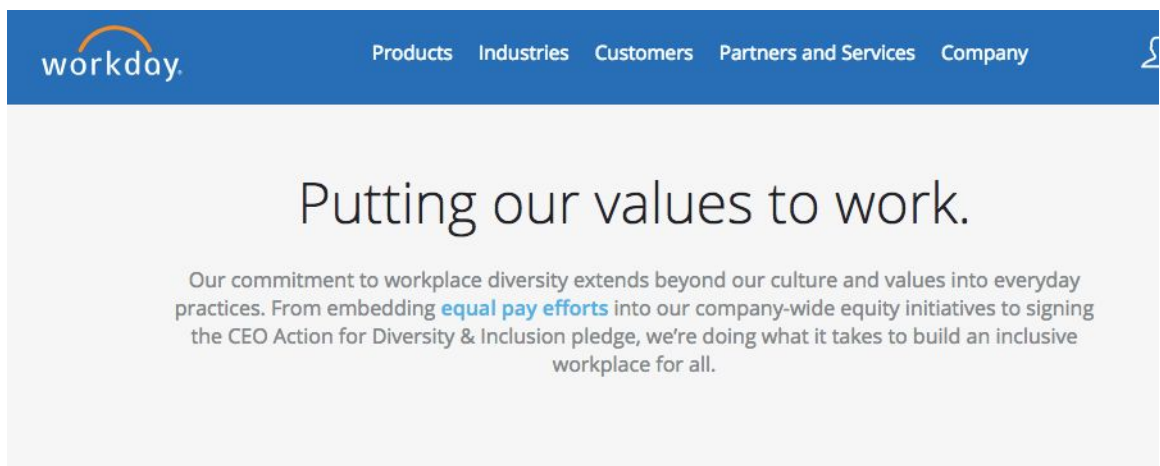 workday.
Products Industries Customers Partners and Services Company
Putting our values to work.
Our commitment to workplace diversity extends beyond our culture and values into everyday
practices. From embedding equal pay efforts into our company-wide equity initiatives to signing
the CEO Action for Diversity & Inclusion pledge, we’re doing what it takes to build an inclusive
workplace for all.